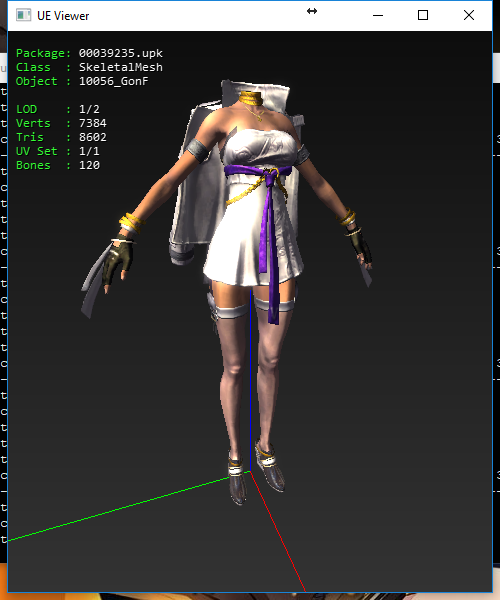 UE Viewer
Package: 00039235.upk
Class : SkeletalMesh
Object : 10056_GonF
LOD : 1/2
Verts : 7384
Tris : 8602
UV Set : 1/1
Bones : 120